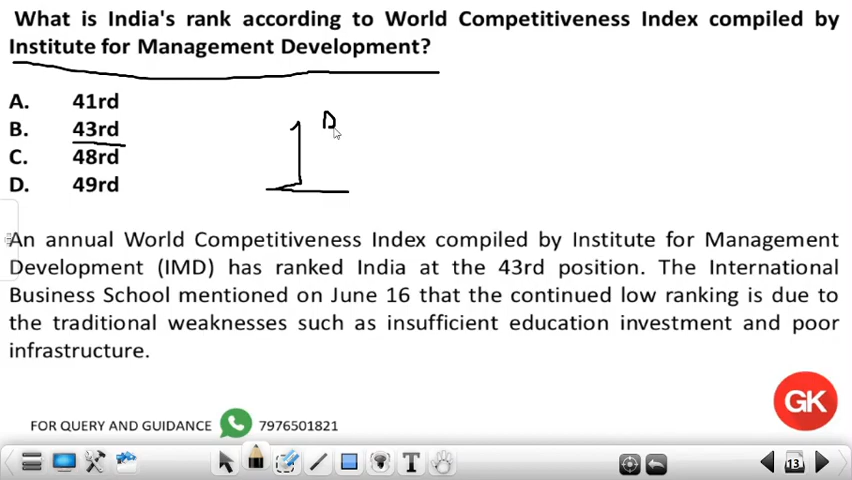 What is India's rank according to World Competitiveness Index compiled by
Institute for Management Development?
A. 41rd
B. 43rd
C. 48rd
D. 49rd
1
An annual World Competitiveness Index compiled by Institute for Management
Development (IMD) has ranked India at the 43rd position. The International
Business School mentioned on June 16 that the continued low ranking is due to
the traditional weaknesses such as insufficient education investment and poor
infrastructure.
GK
FOR QUERY AND GUIDANCE 7976501821
T 13